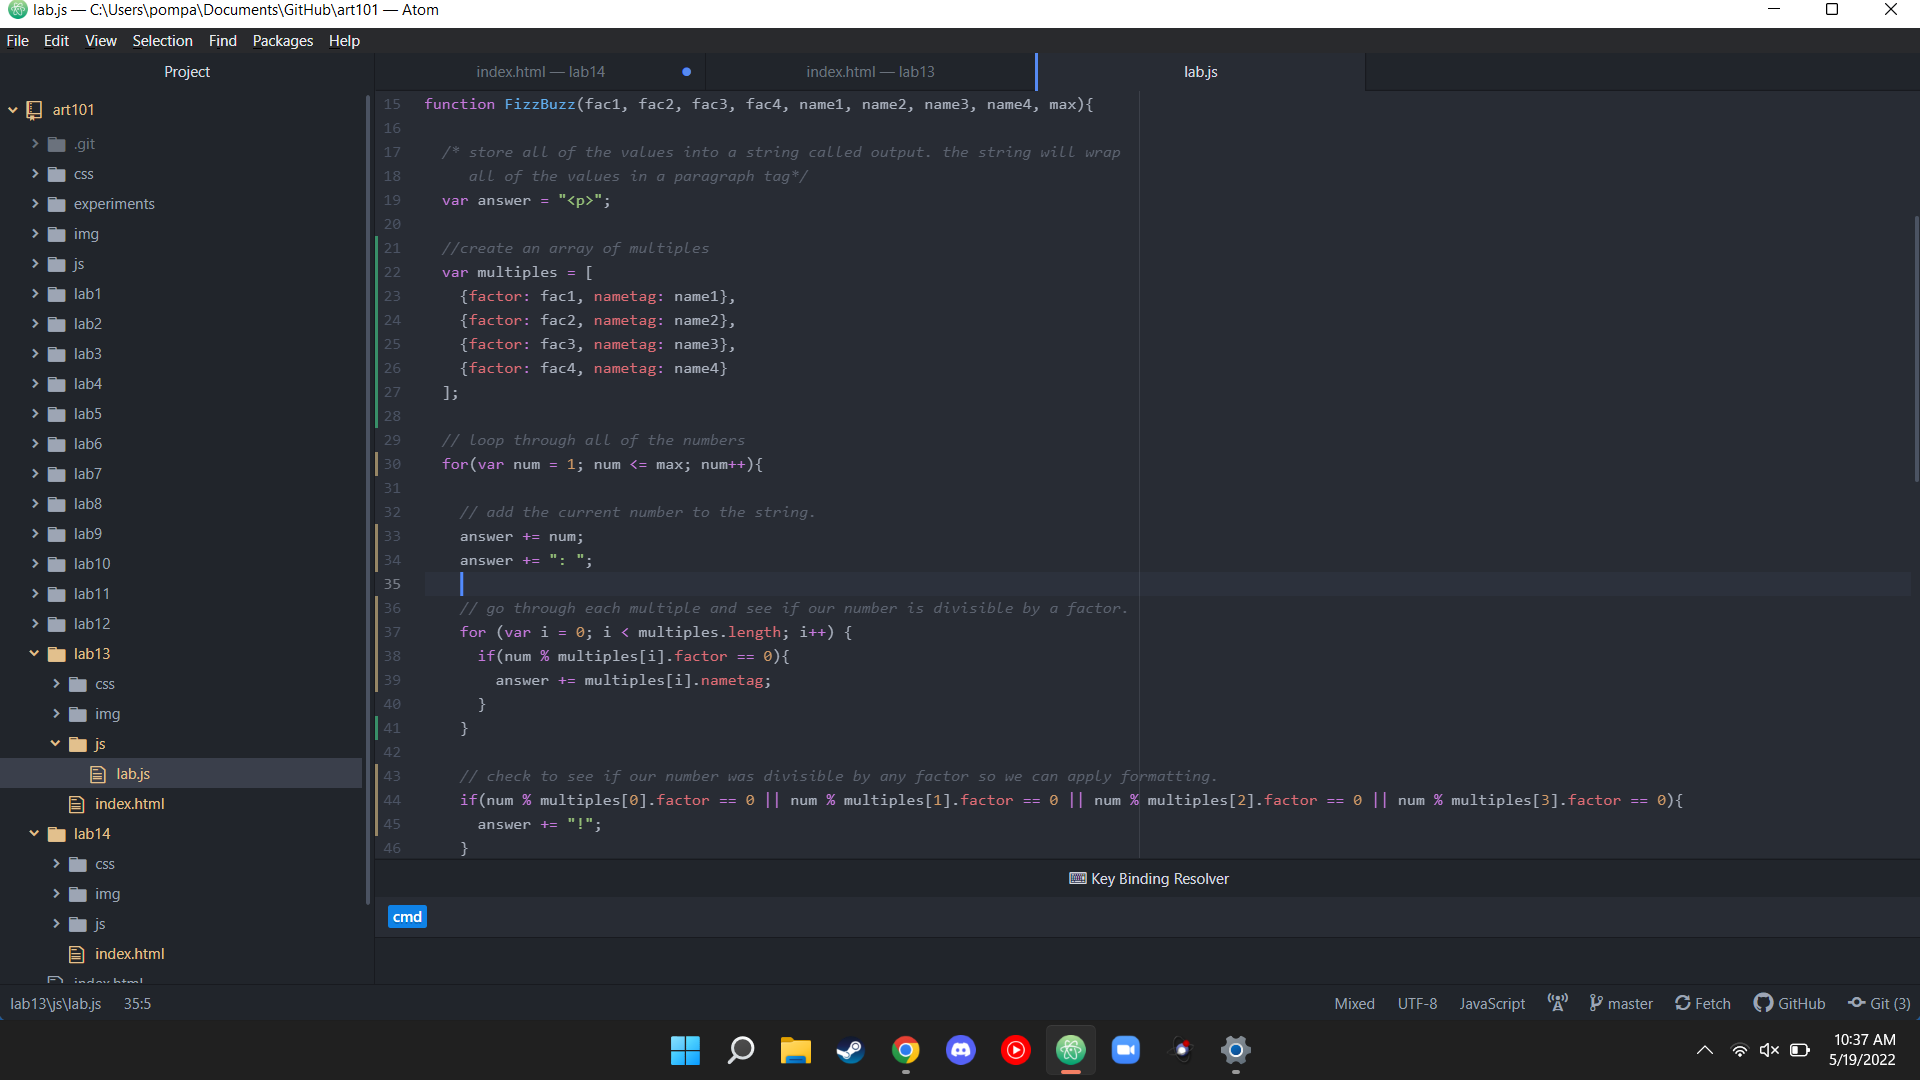 lab.js — C:\Users\pompa\Documents\GitHub\art101 — Atom
File Edit View Selection Find Packages Help
Project
index.html — lab14
index.html — lab13
lab.js
art101
.git
css
experiments
img
js
lab1
lab2
lab3
lab4
lab5
lab6
lab7
lab8
lab9
lab10
lab11
lab12
lab13
css
img
js
lab.js
index.html
lab14
css
img
js
index.html
index.html
15 function FizzBuzz(fac1, fac2, fac3, fac4, name1, name2, name3, name4, max){
16
17 /* store all of the values into a string called output. the string will wrap
18 all of the values in a paragraph tag*/
19 var answer = "<p>";
20
21 //create an array of multiples
22 var multiples = [
23 {factor: fac1, nametag: name1},
24 {factor: fac2, nametag: name2},
25 {factor: fac3, nametag: name3},
26 {factor: fac4, nametag: name4}
27 ];
28
29 // loop through all of the numbers
30 for(var num = 1; num <= max; num++){
31
32 // add the current number to the string.
33 answer += num;
34 answer += ": ";
35
36 // go through each multiple and see if our number is divisible by a factor.
37 for (var i = 0; i < multiples.length; i++) {
38 if(num % multiples[i].factor == 0){
39 answer += multiples[i].nametag;
40 }
41 }
42
43 // check to see if our number was divisible by any factor so we can apply formatting.
44 if(num % multiples[0].factor == 0 || num % multiples[1].factor == 0 || num % multiples[2].factor == 0 || num % multiples[3].factor == 0){
45 answer += "!";
46 }
Key Binding Resolver
cmd
lab13\js\lab.js 35:5
Mixed UTF-8 JavaScript master Fetch GitHub Git (3)
10:37 AM
5/19/2022